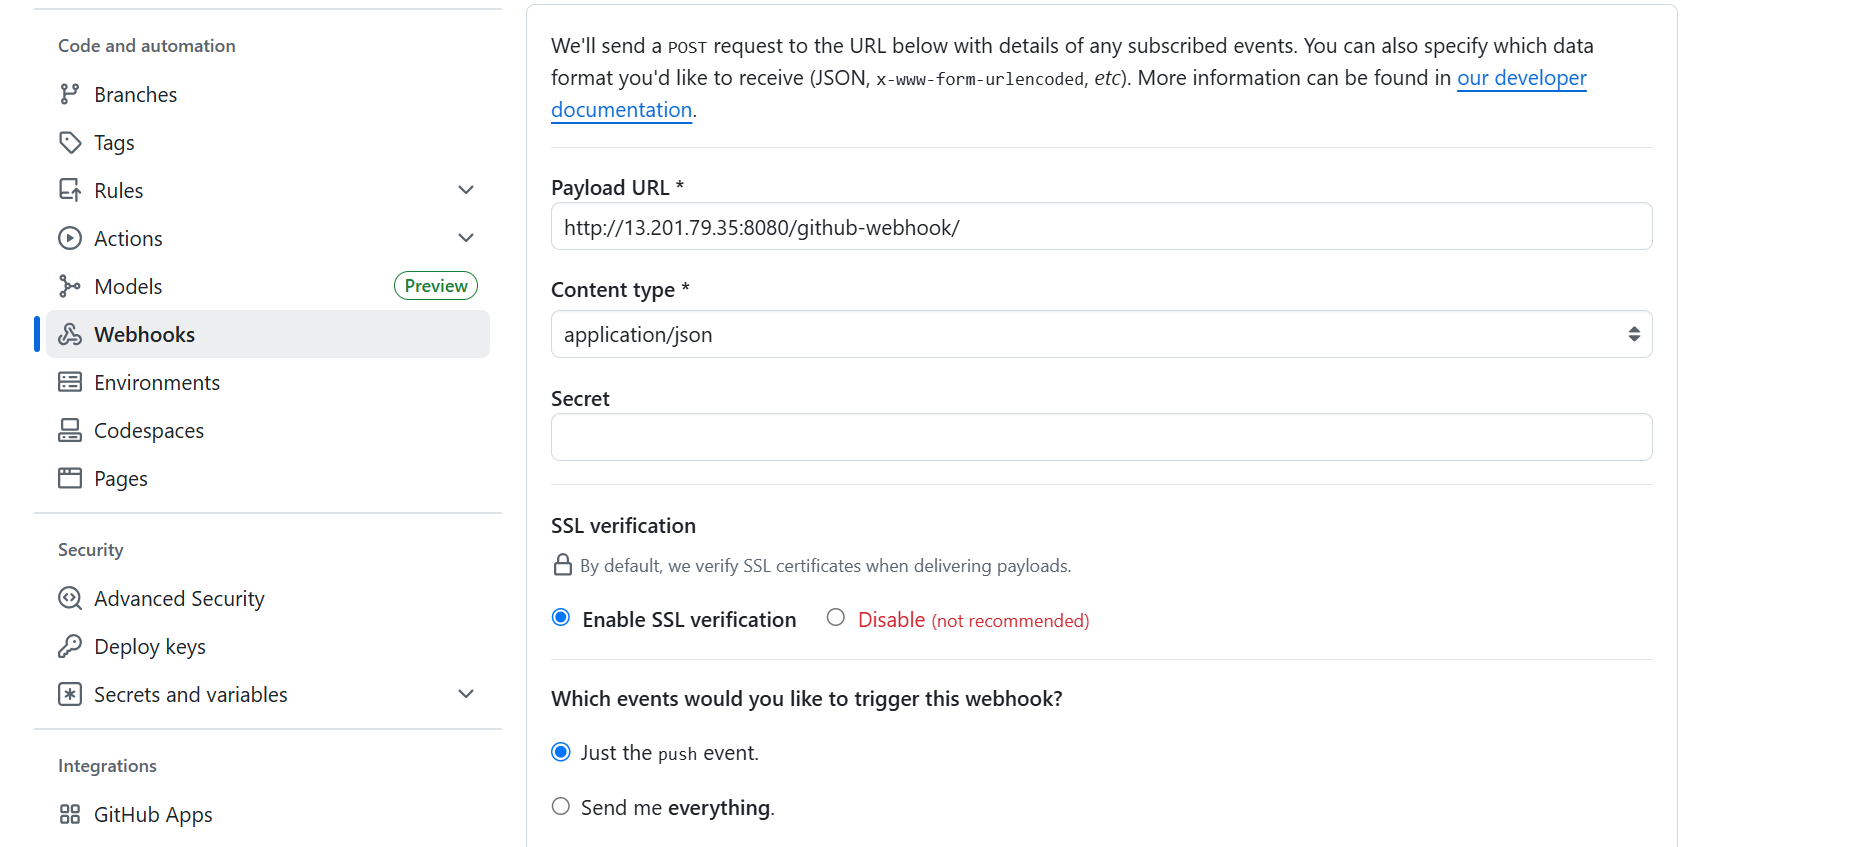 Code and automation
Branches
Tags
Rules
Actions
Models
Preview
Webhooks
Environments
Codespaces
Pages
Security
Advanced Security
Deploy keys
Secrets and variables
Integrations
GitHub Apps
We'll send a POST request to the URL below with details of any subscribed events. You can also specify which data
format you'd like to receive (JSON, x-www-form-urlencoded, etc). More information can be found in our developer
documentation.
Payload URL *
http://13.201.79.35:8080/github-webhook/
Content type *
application/json
Secret
SSL verification
By default, we verify SSL certificates when delivering payloads.
Enable SSL verification
Disable (not recommended)
Which events would you like to trigger this webhook?
Just the push event.
Send me everything.